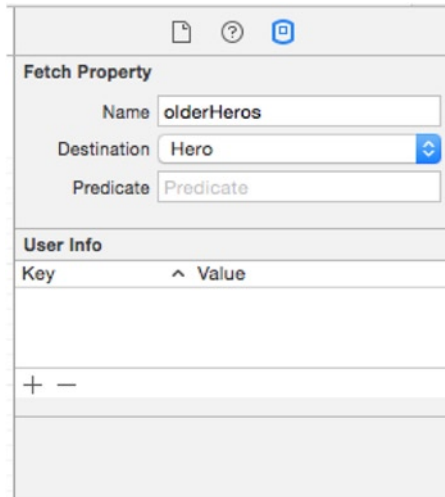 Fetch Property
Name olderHeros
Destination Hero
Predicate Predicate
User Info
Key Value